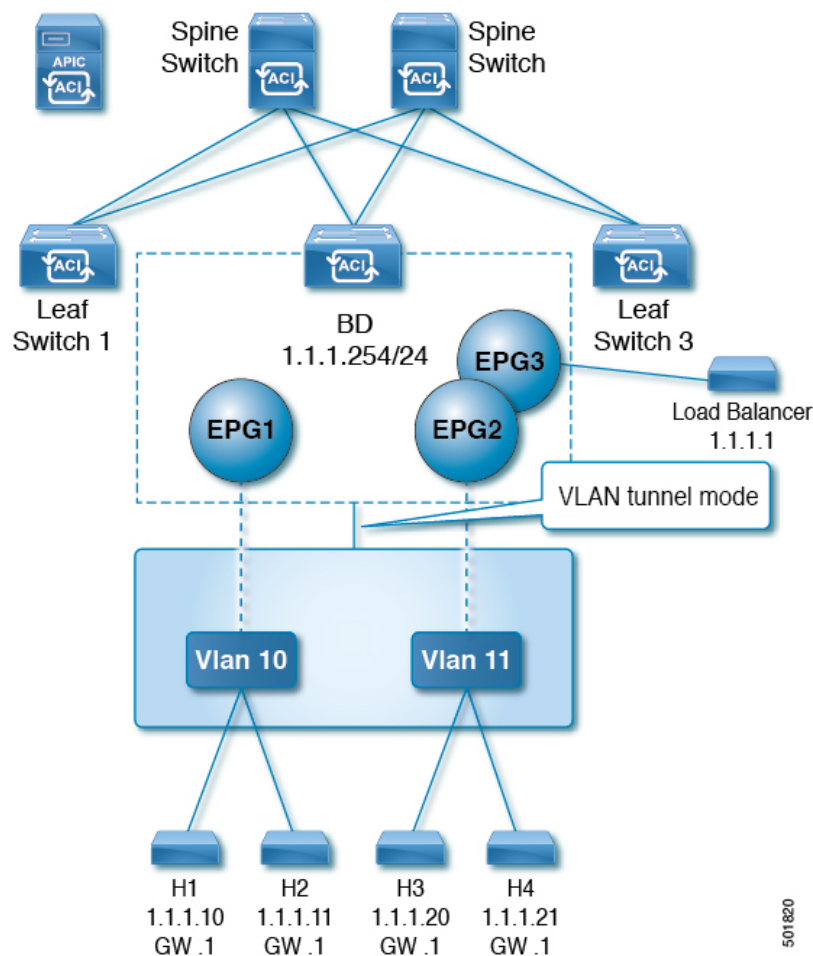 Spine
Switch
Spine
Switch
APIC
ACI
ACI
ACI
ACI
ACI
ACI
Leaf
Switch 1
BD
1.1.1.254/24
Leaf
Switch 3
EPG3
EPG1
EPG2
Load Balancer
1.1.1.1
VLAN tunnel mode
Vlan 10
Vlan 11
H1
1.1.1.10
GW .1
H2
1.1.1.11
GW .1
H3
1.1.1.20
GW .1
H4
1.1.1.21
GW .1
501820